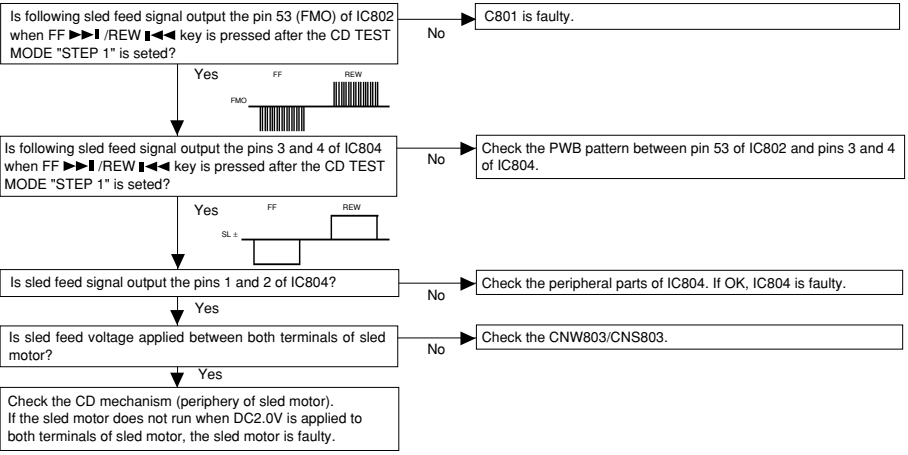 Is following sled feed signal output the pin 53 (FMO) of IC802
when FF ▶▶▌ /REW ▌◀◀ key is pressed after the CD TEST
MODE "STEP 1" is seted?
No
C801 is faulty.
Yes
FF
REW
FMO
Is following sled feed signal output the pins 3 and 4 of IC804
when FF ▶▶▌ /REW ▌◀◀ key is pressed after the CD TEST
MODE "STEP 1" is seted?
No
Check the PWB pattern between pin 53 of IC802 and pins 3 and 4
of IC804.
Yes
FF
REW
SL ±
Is sled feed signal output the pins 1 and 2 of IC804?
No
Check the peripheral parts of IC804. If OK, IC804 is faulty.
Yes
Is sled feed voltage applied between both terminals of sled
motor?
No
Check the CNW803/CNS803.
Yes
Check the CD mechanism (periphery of sled motor).
If the sled motor does not run when DC2.0V is applied to
both terminals of sled motor, the sled motor is faulty.